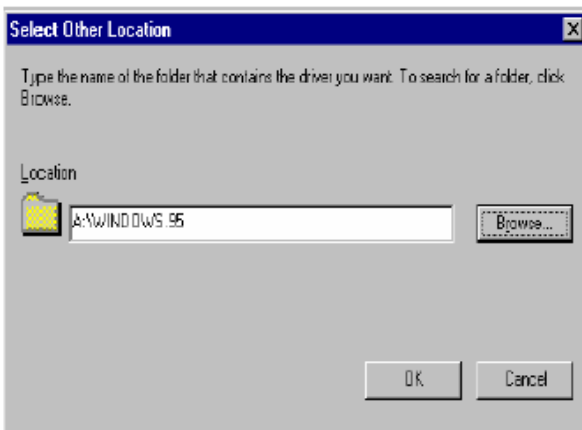 Select Other Location
Type the name of the folder that contains the driver you want. To search for a folder, click
Browse.
Location
A:\WINDOWS.95
Browse...
OK
Cancel